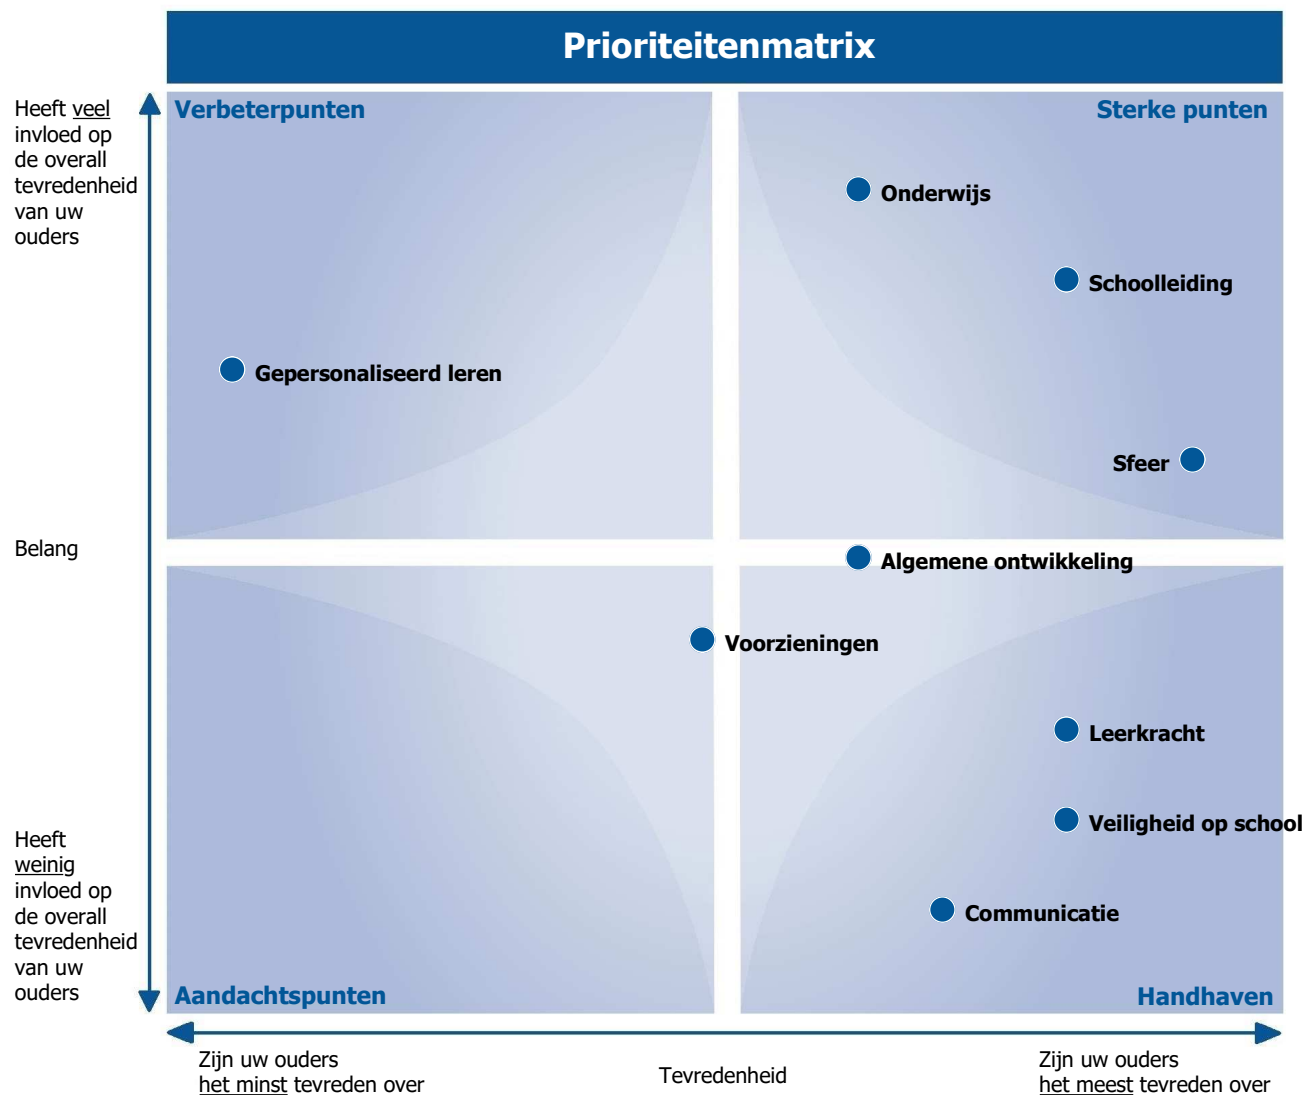 Prioriteitenmatrix
Heeft veel
invloed op
de overall
tevredenheid
van uw
ouders
Verbeterpunten
Sterke punten
Onderwijs
Schoolleiding
Gepersonaliseerd leren
Sfeer
Belang
Algemene ontwikkeling
Voorzieningen
Leerkracht
Veiligheid op school
Heeft
weinig
invloed op
de overall
tevredenheid
van uw
ouders
Communicatie
Aandachtspunten
Handhaven
Zijn uw ouders
het minst tevreden over
Tevredenheid
Zijn uw ouders
het meest tevreden over